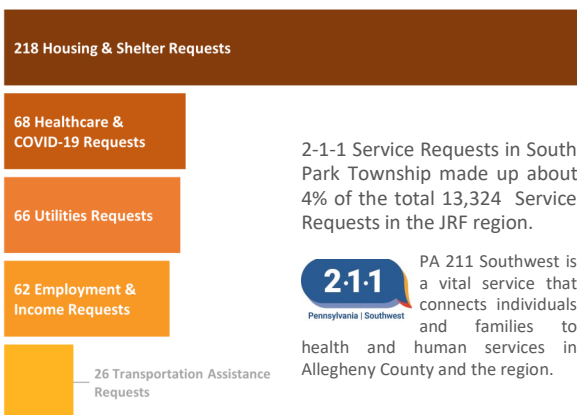 218 Housing & Shelter Requests
68 Healthcare &
COVID-19 Requests
66 Utilities Requests
62 Employment &
Income Requests
26 Transportation Assistance
Requests
2-1-1 Service Requests in South
Park Township made up about
4% of the total 13,324 Service
Requests in the JRF region.
2·1·1
Pennsylvania | Southwest
PA 211 Southwest is
a vital service that
connects individuals
and families to
health and human services in
Allegheny County and the region.